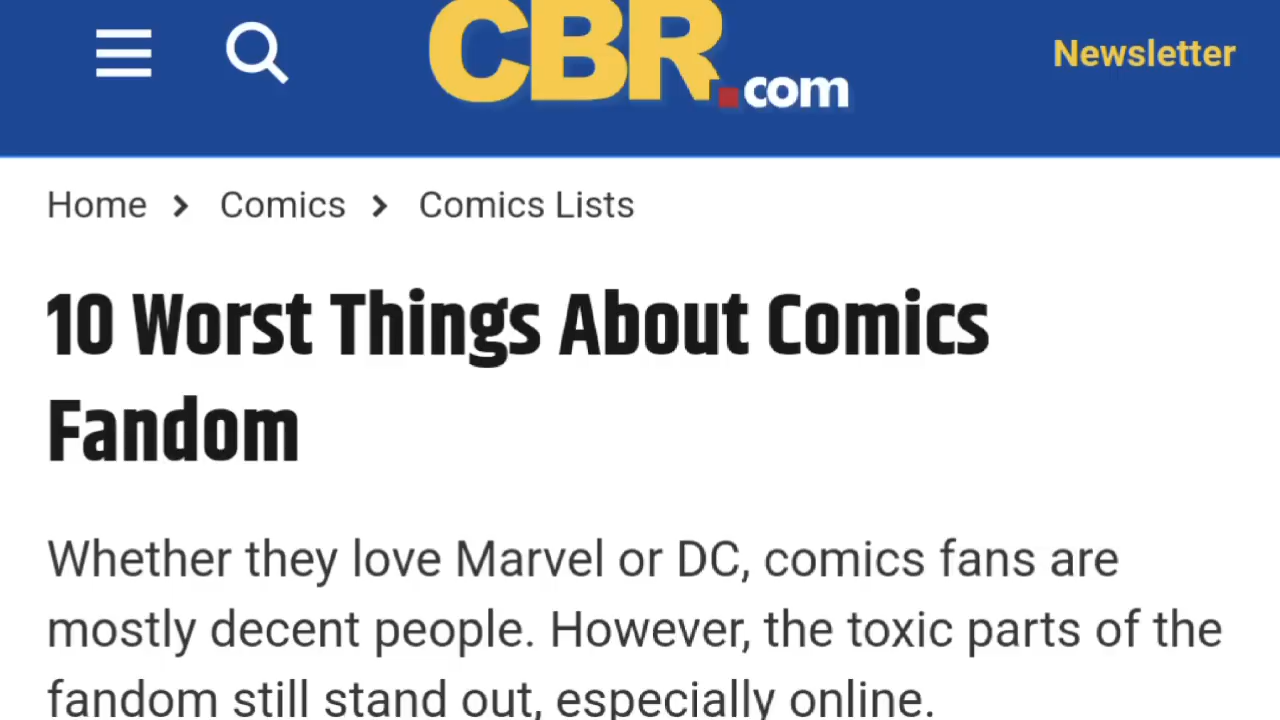 CBR.com
Newsletter
Home > Comics > Comics Lists
10 Worst Things About Comics
Fandom
Whether they love Marvel or DC, comics fans are
mostly decent people. However, the toxic parts of the
fandom still stand out, especially online.